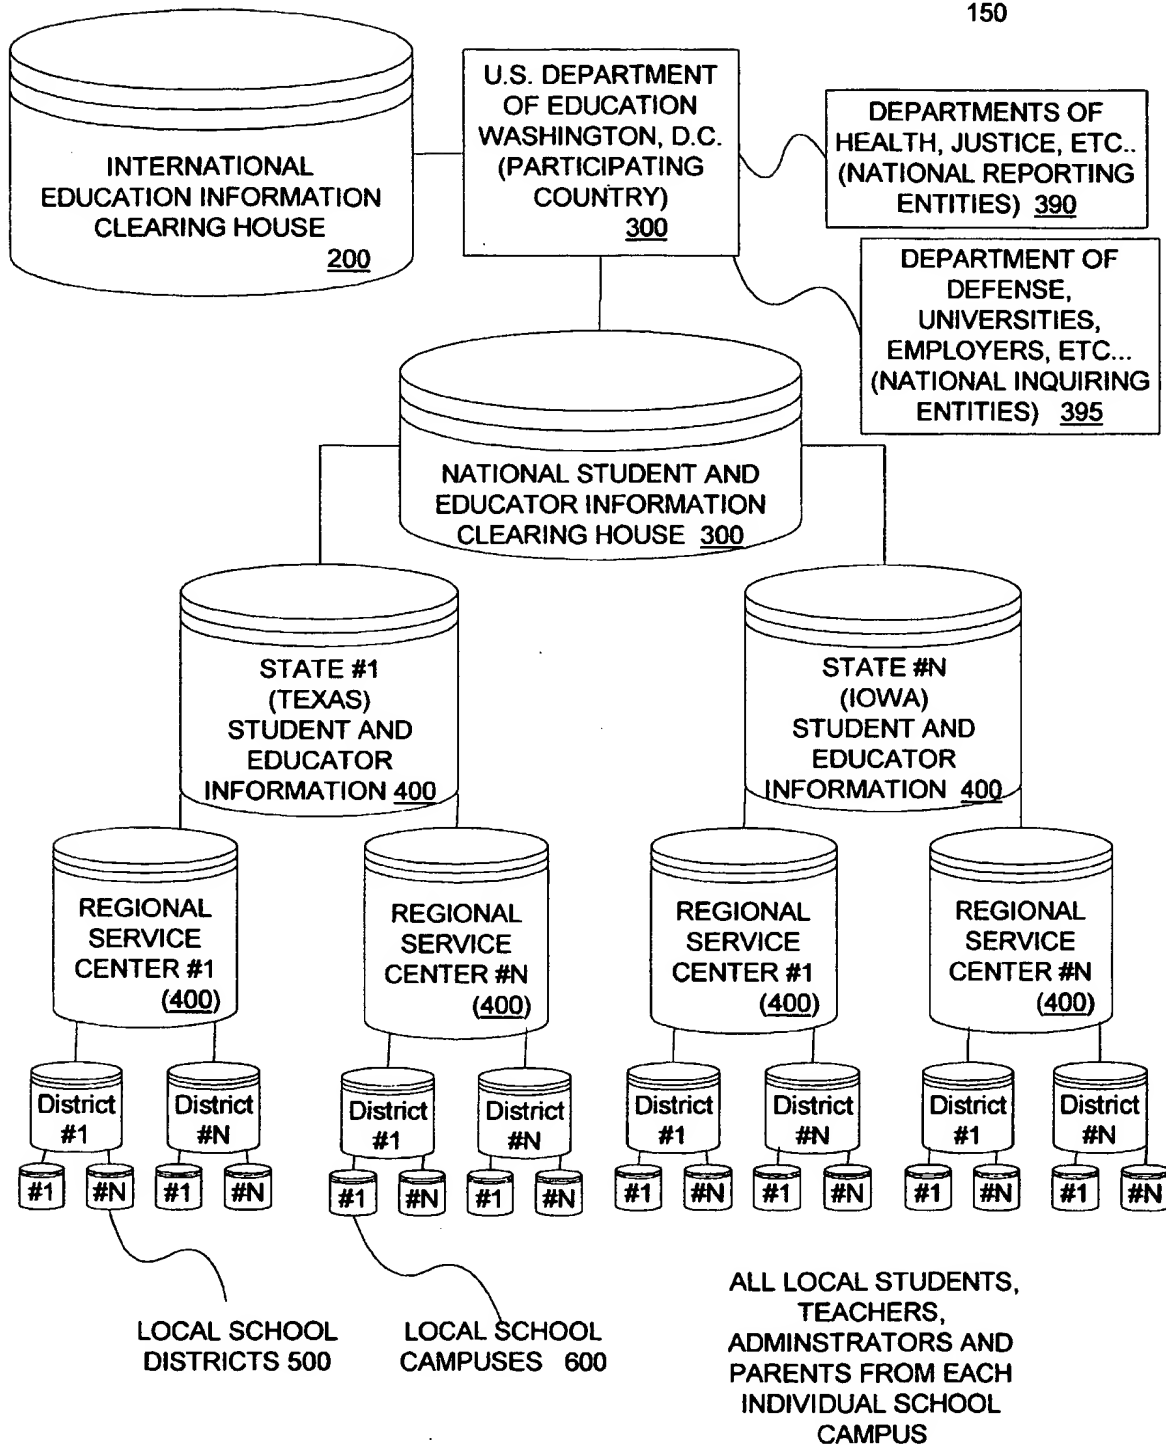 150
INTERNATIONAL
EDUCATION INFORMATION
CLEARING HOUSE
200
U.S. DEPARTMENT
OF EDUCATION
WASHINGTON, D.C.
(PARTICIPATING
COUNTRY)
300
DEPARTMENTS OF
HEALTH, JUSTICE, ETC..
(NATIONAL REPORTING
ENTITIES) 390
DEPARTMENT OF
DEFENSE,
UNIVERSITIES,
EMPLOYERS, ETC...
(NATIONAL INQUIRING
ENTITIES) 395
NATIONAL STUDENT AND
EDUCATOR INFORMATION
CLEARING HOUSE 300
STATE #1
(TEXAS)
STUDENT AND
EDUCATOR
INFORMATION 400
STATE #N
(IOWA)
STUDENT AND
EDUCATOR
INFORMATION 400
REGIONAL
SERVICE
CENTER #1
(400)
REGIONAL
SERVICE
CENTER #N
(400)
REGIONAL
SERVICE
CENTER #1
(400)
REGIONAL
SERVICE
CENTER #N
(400)
District
#1
District
#N
District
#1
District
#N
District
#1
District
#N
District
#1
District
#N
#1
#N
#1
#N
#1
#N
#1
#N
#1
#N
#1
#N
#1
#N
#1
#N
LOCAL SCHOOL
DISTRICTS 500
LOCAL SCHOOL
CAMPUSES 600
ALL LOCAL STUDENTS,
TEACHERS,
ADMINSTRATORS AND
PARENTS FROM EACH
INDIVIDUAL SCHOOL
CAMPUS